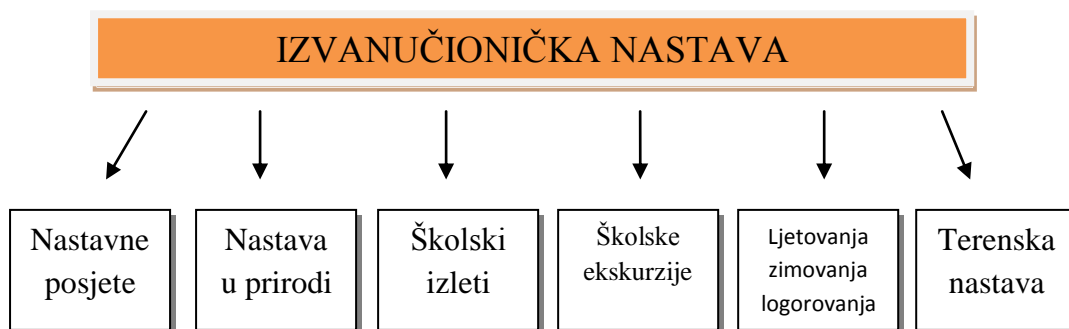 IZVANUČIONIČKA NASTAVA
Nastavne
posjete
Nastava
u prirodi
Školski
izleti
Školske
ekskurzije
Ljetovanja
zimovanja
logorovanja
Terenska
nastava